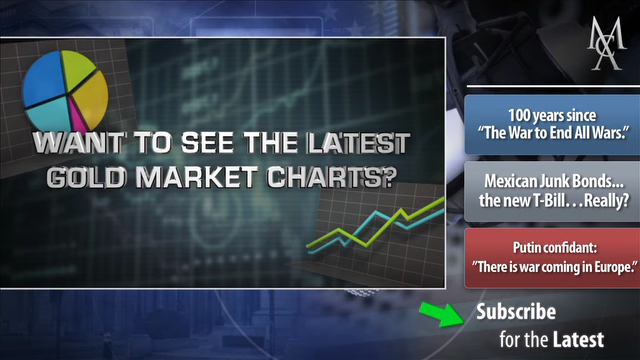 MCA
WANT TO SEE THE LATEST
GOLD MARKET CHARTS?
100 years since
“The War to End All Wars.”
Mexican Junk Bonds...
the new T-Bill...Really?
Putin confidant:
”There is war coming in Europe.”
Subscribe
for the Latest